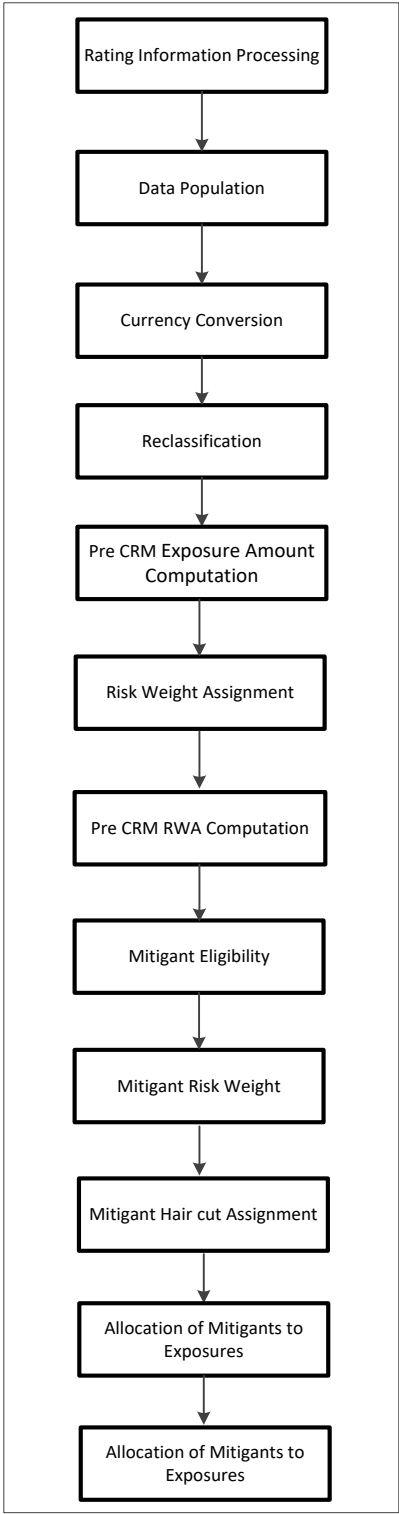 Rating Information Processing
Data Population
Currency Conversion
Reclassification
Pre CRM Exposure Amount
Computation
Risk Weight Assignment
Pre CRM RWA Computation
Mitigant Eligibility
Mitigant Risk Weight
Mitigant Hair cut Assignment
Allocation of Mitigants to
Exposures
Allocation of Mitigants to
Exposures